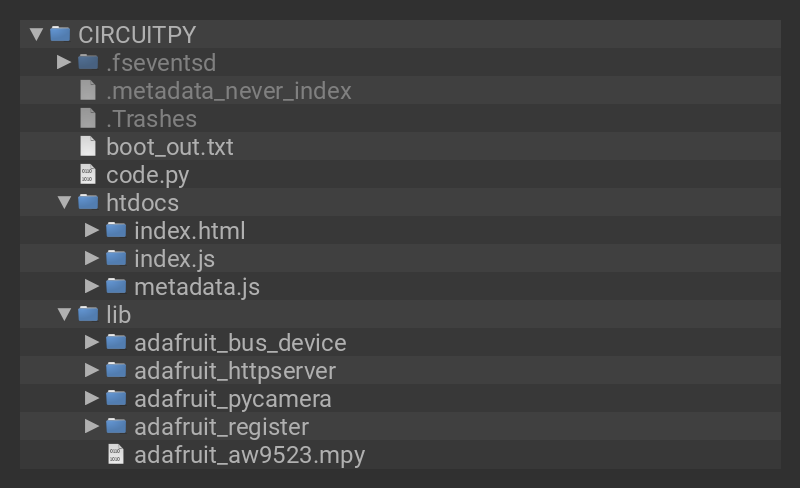 CIRCUITPY
.fseventsd
.metadata_never_index
.Trashes
boot_out.txt
code.py
htdocs
index.html
index.js
metadata.js
lib
adafruit_bus_device
adafruit_httpserver
adafruit_pycamera
adafruit_register
adafruit_aw9523.mpy